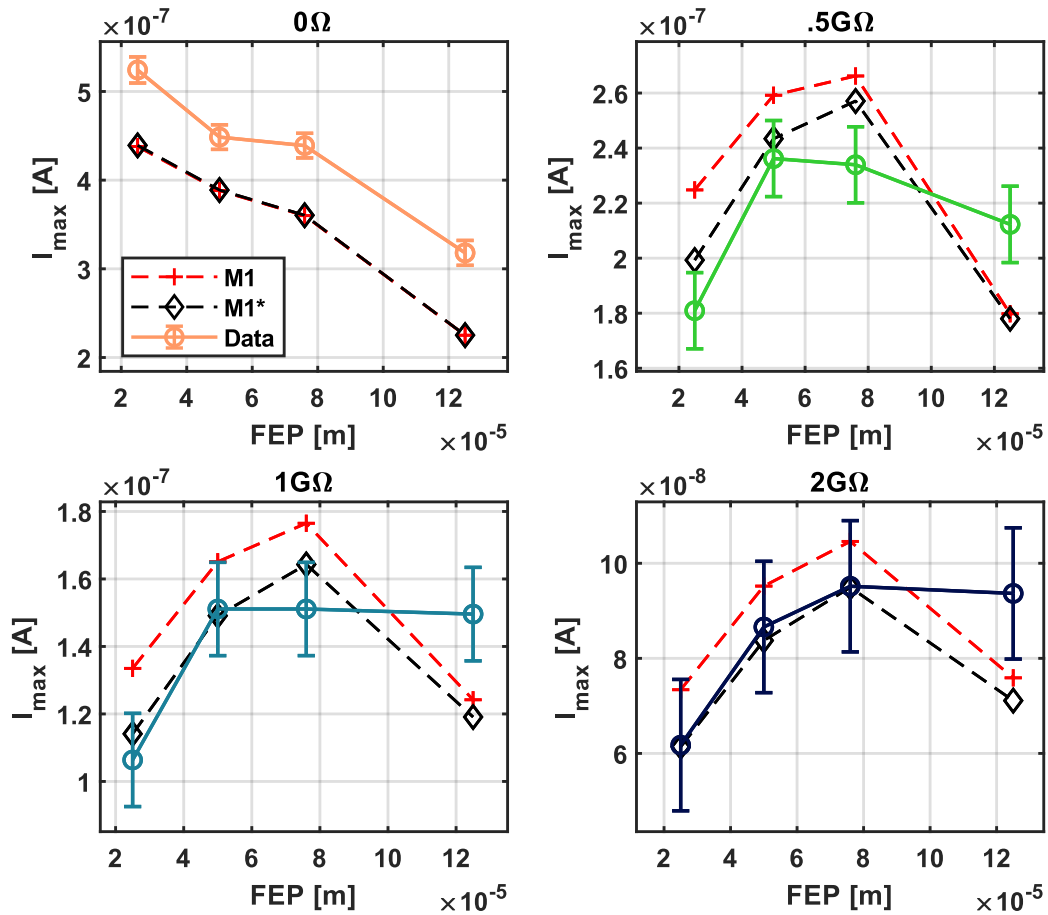 ×10⁻⁷
0Ω
5
4
3
2
I_max [A]
M1
M1*
Data
2 4 6 8 10 12
FEP [m]
×10⁻⁵
×10⁻⁷
.5GΩ
2.6
2.4
2.2
2
1.8
1.6
I_max [A]
2 4 6 8 10 12
FEP [m]
×10⁻⁵
×10⁻⁷
1GΩ
1.8
1.6
1.4
1.2
1
I_max [A]
2 4 6 8 10 12
FEP [m]
×10⁻⁵
×10⁻⁸
2GΩ
10
8
6
I_max [A]
2 4 6 8 10 12
FEP [m]
×10⁻⁵